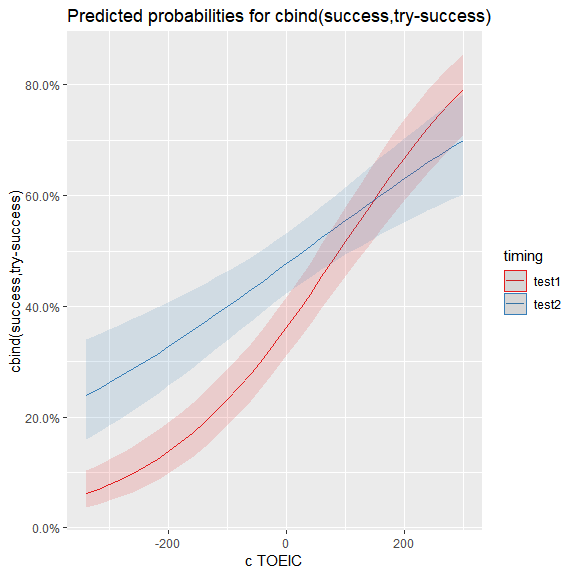 Predicted probabilities for cbind(success,try-success)
cbind(success,try-success)
80.0%
60.0%
40.0%
20.0%
0.0%
-200
0
200
c TOEIC
timing
test1
test2